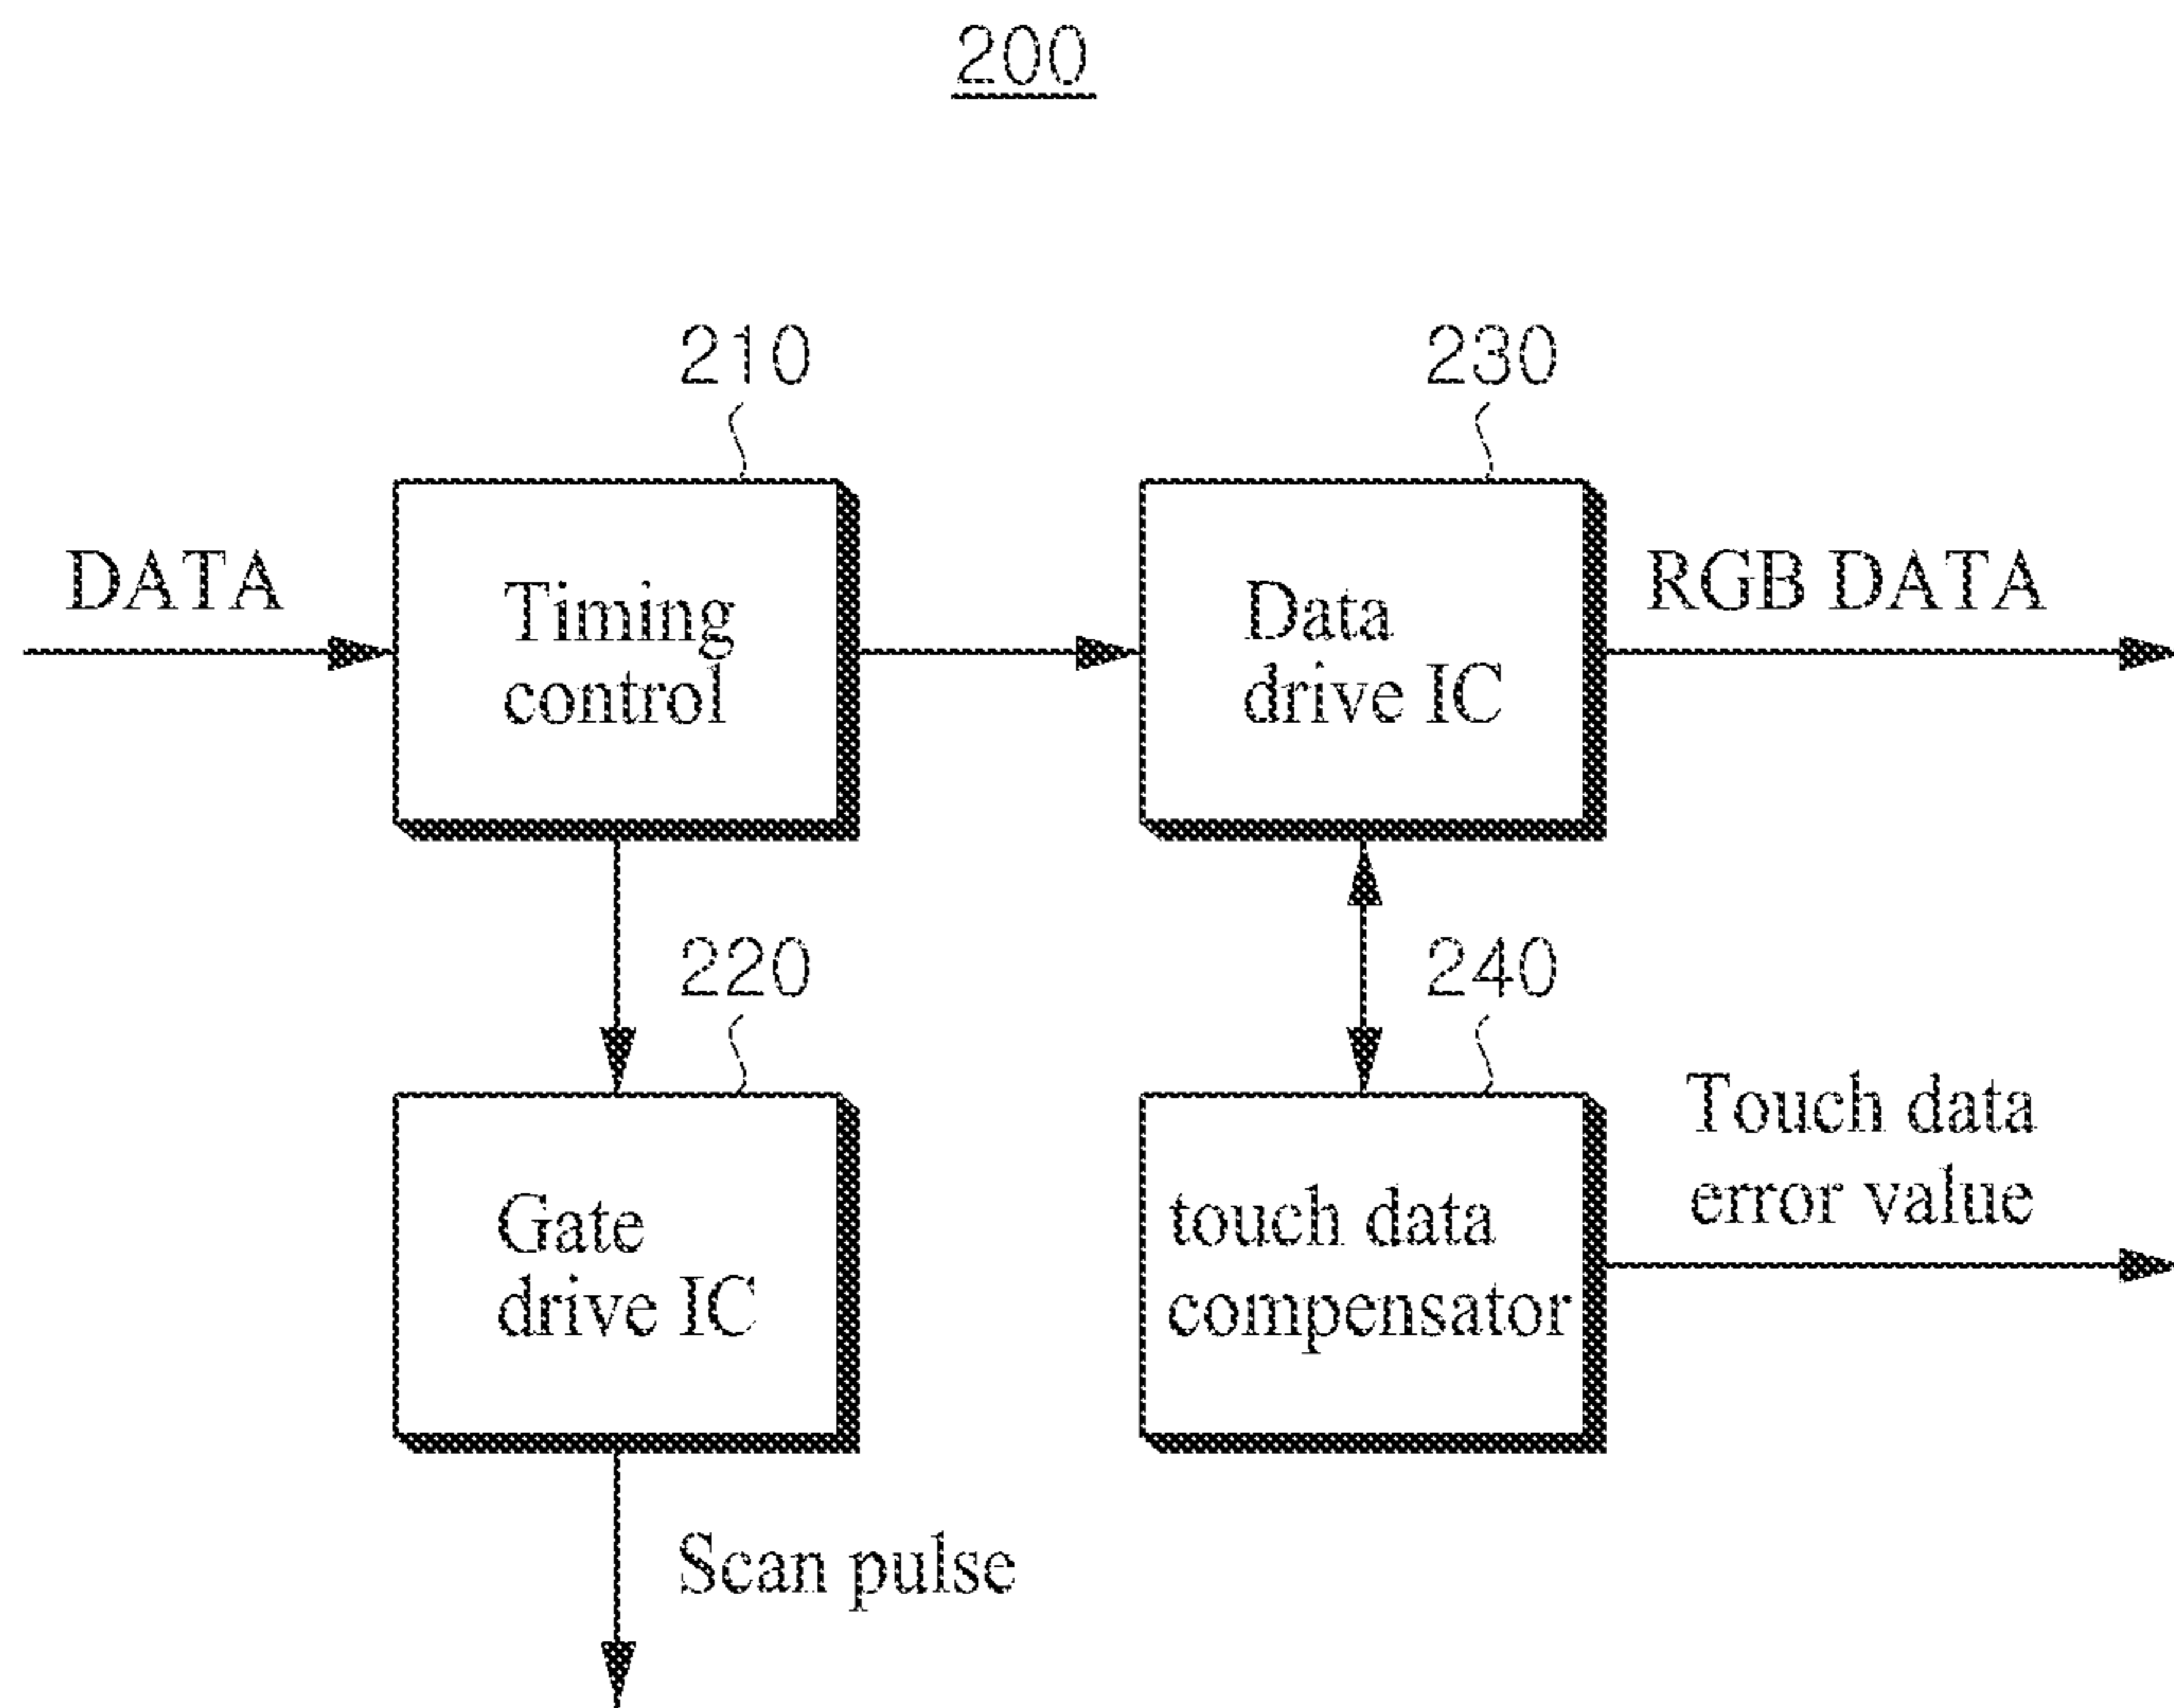 200
210
230
DATA
Timing
control
Data
drive IC
RGB DATA
220
240
Gate
drive IC
touch data
compensator
Touch data
error value
Scan pulse